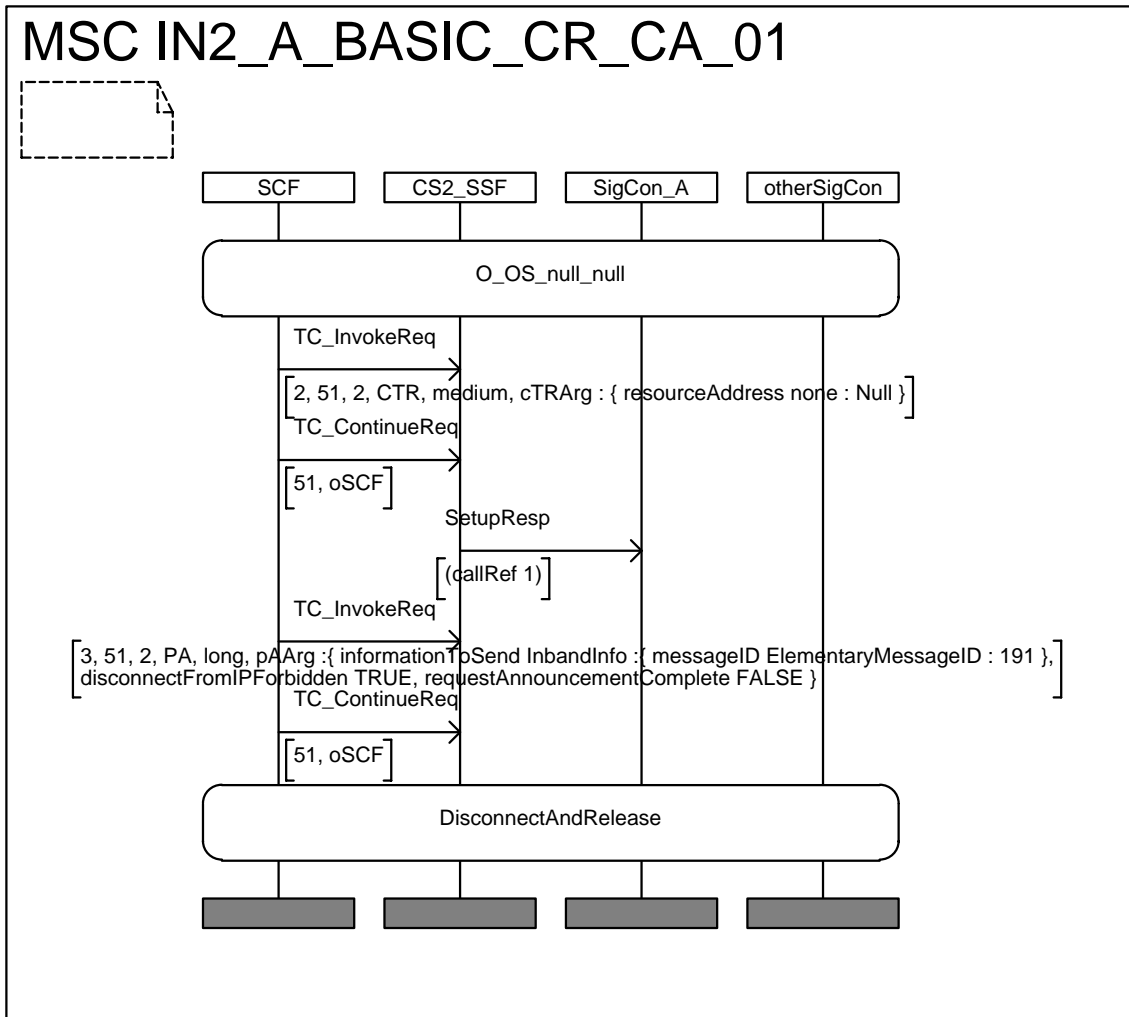 MSC IN2_A_BASIC_CR_CA_01
SCF
CS2_SSF
SigCon_A
otherSigCon
O_OS_null_null
TC_InvokeReq
2, 51, 2, CTR, medium, cTRArg : { resourceAddress none : Null }
TC_ContinueReq
51, oSCF
SetupResp
(callRef 1)
TC_InvokeReq
3, 51, 2, PA, long, pAArg :{ informationToSend InbandInfo :{ messageID ElementaryMessageID : 191 },
disconnectFromIPForbidden TRUE, requestAnnouncementComplete FALSE }
TC_ContinueReq
51, oSCF
DisconnectAndRelease